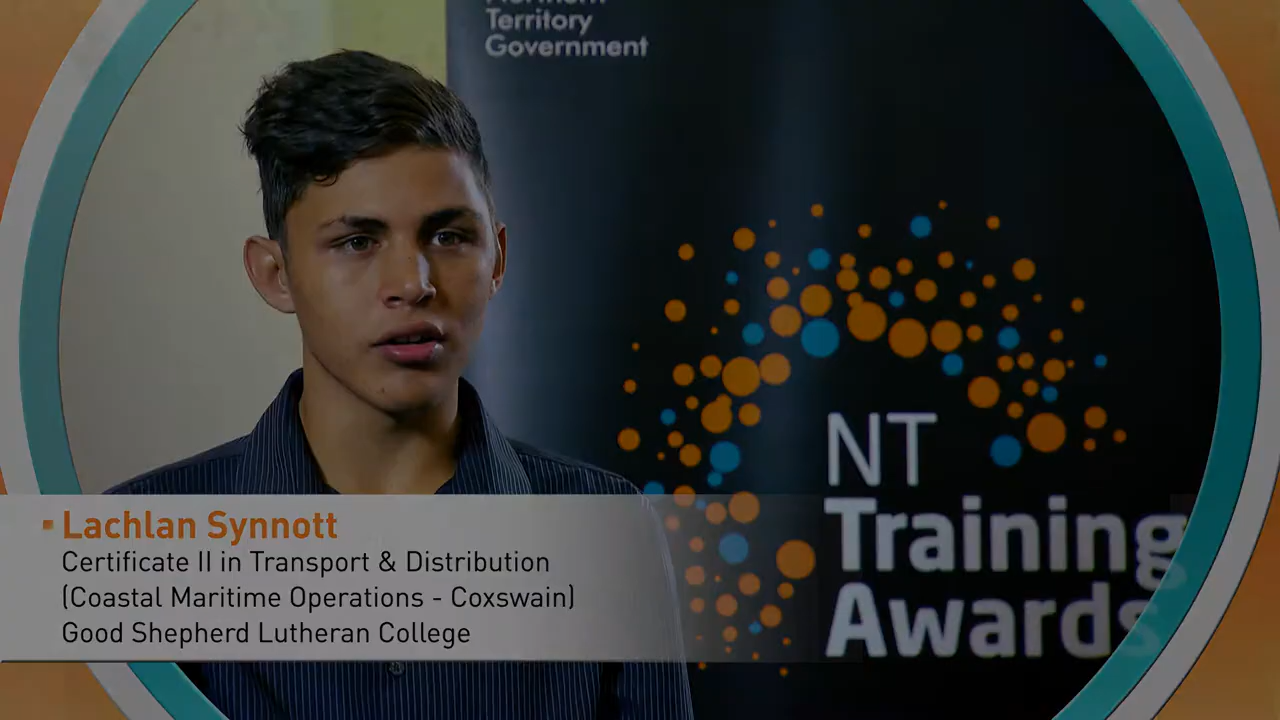 Territory
Government
NT
Training
Awards
Lachlan Synnott
Certificate II in Transport & Distribution
(Coastal Maritime Operations - Coxswain)
Good Shepherd Lutheran College